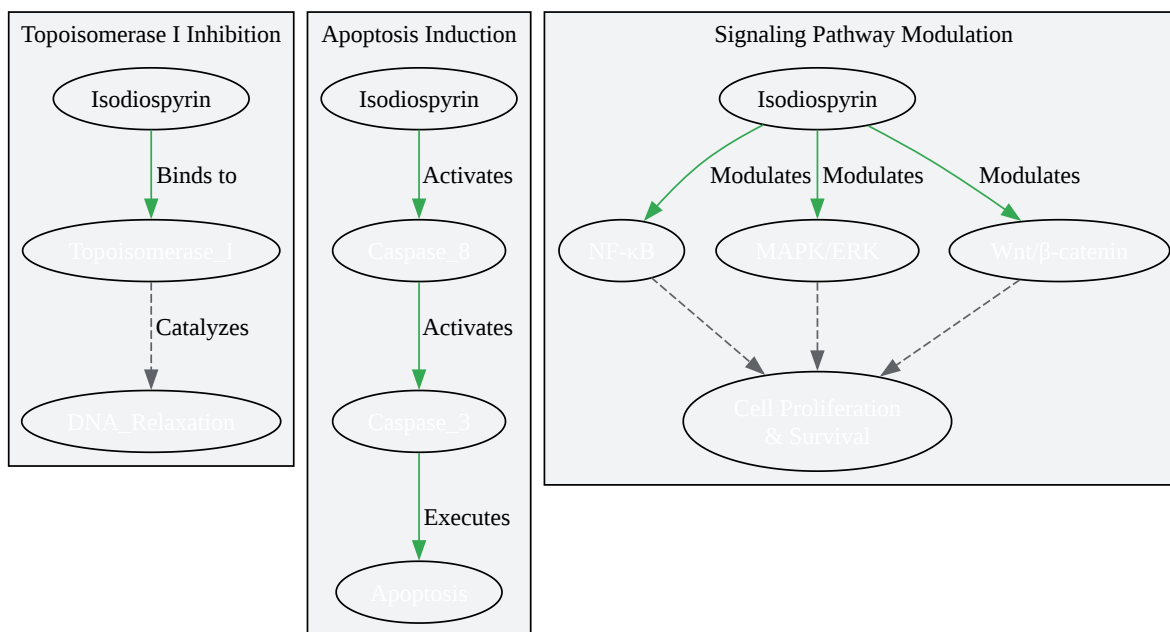 Topoisomerase I Inhibition
Isodiospyrin
Binds to
Topoisomerase_I
Catalyzes
DNA_Relaxation
Apoptosis Induction
Isodiospyrin
Activates
Caspase_8
Activates
Caspase_3
Executes
Apoptosis
Signaling Pathway Modulation
Isodiospyrin
Modulates
Modulates
Modulates
NF-κB
MAPK/ERK
Wnt/β-catenin
Cell Proliferation
& Survival